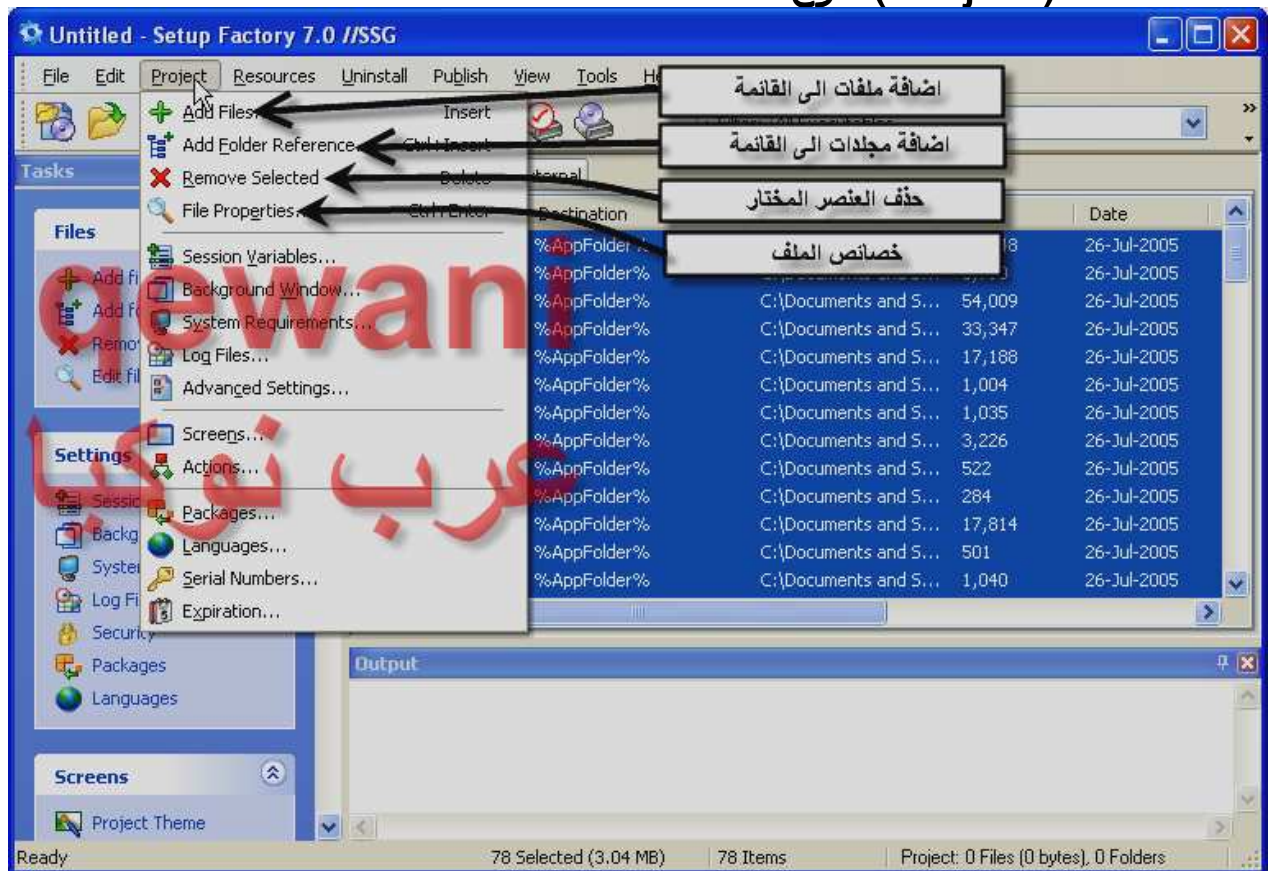 Untitled - Setup Factory 7.0 //SSG
File Edit Project Resources Uninstall Publish View Tools
اضافة ملفات الى القائمة
اضافة مجلدات الى القائمة
حذف العنصر المختار
خصائص الملف
Add Files... Insert
Add Folder Reference...
Remove Selected Delete
File Properties... Ctrl+Enter
Session Variables...
Background Window...
System Requirements...
Log Files...
Advanced Settings...
Screens...
Actions...
Packages...
Languages...
Serial Numbers...
Expiration...
Tasks
Files
Settings
Security
Packages
Languages
Screens
Project Theme
Destination Date
%AppFolder% 26-Jul-2005
%AppFolder% C:\Documents and S... 26-Jul-2005
%AppFolder% C:\Documents and S... 54,009 26-Jul-2005
%AppFolder% C:\Documents and S... 33,347 26-Jul-2005
%AppFolder% C:\Documents and S... 17,188 26-Jul-2005
%AppFolder% C:\Documents and S... 1,004 26-Jul-2005
%AppFolder% C:\Documents and S... 1,035 26-Jul-2005
%AppFolder% C:\Documents and S... 3,226 26-Jul-2005
%AppFolder% C:\Documents and S... 522 26-Jul-2005
%AppFolder% C:\Documents and S... 284 26-Jul-2005
%AppFolder% C:\Documents and S... 17,814 26-Jul-2005
%AppFolder% C:\Documents and S... 501 26-Jul-2005
%AppFolder% C:\Documents and S... 1,040 26-Jul-2005
dewani
عرب نوكيا
Output
Ready 78 Selected (3.04 MB) 78 Items Project: 0 Files (0 bytes), 0 Folders